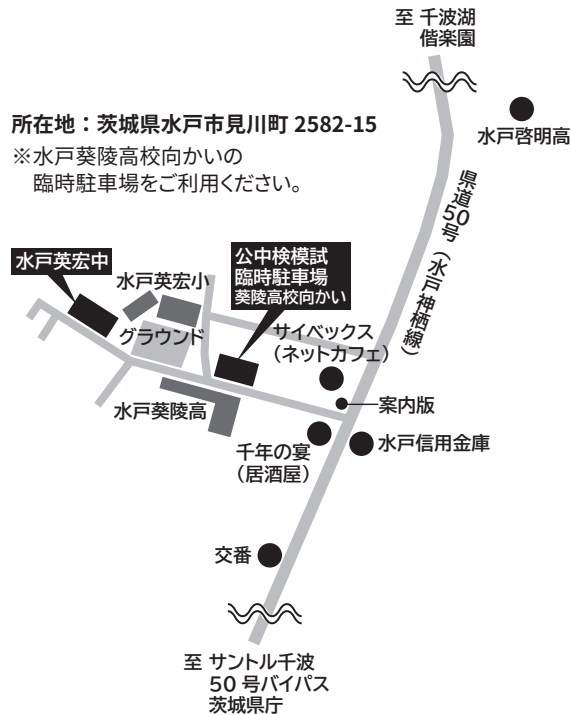 至 千波湖
偕楽園
所在地：茨城県水戸市見川町 2582-15
※水戸葵陵高校向かいの
臨時駐車場をご利用ください。
水戸啓明高
県道50号（水戸神栖線）
水戸英宏中
水戸英宏小
公中検模試
臨時駐車場
葵陵高校向かい
グラウンド
サイベックス
（ネットカフェ）
案内版
水戸葵陵高
水戸信用金庫
千年の宴
（居酒屋）
交番
至 サントル千波
50 号バイパス
茨城県庁